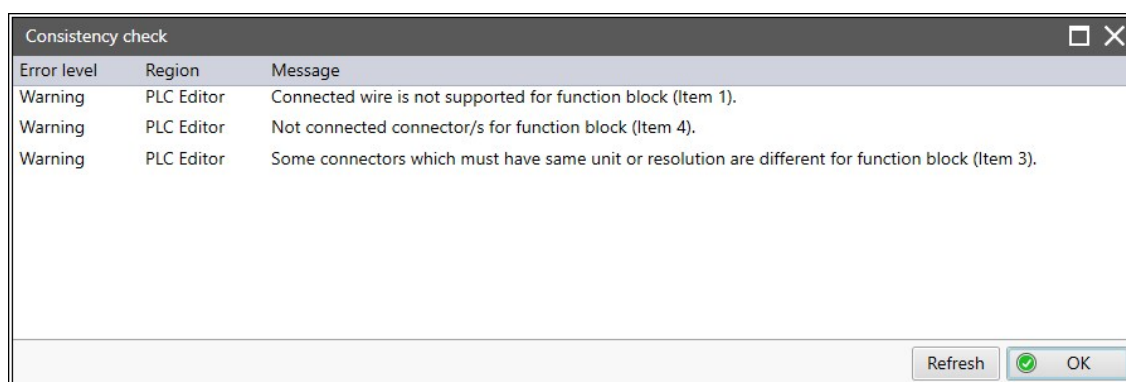 Consistency check
Error level Region Message
Warning PLC Editor Connected wire is not supported for function block (Item 1).
Warning PLC Editor Not connected connector/s for function block (Item 4).
Warning PLC Editor Some connectors which must have same unit or resolution are different for function block (Item 3).
Refresh OK